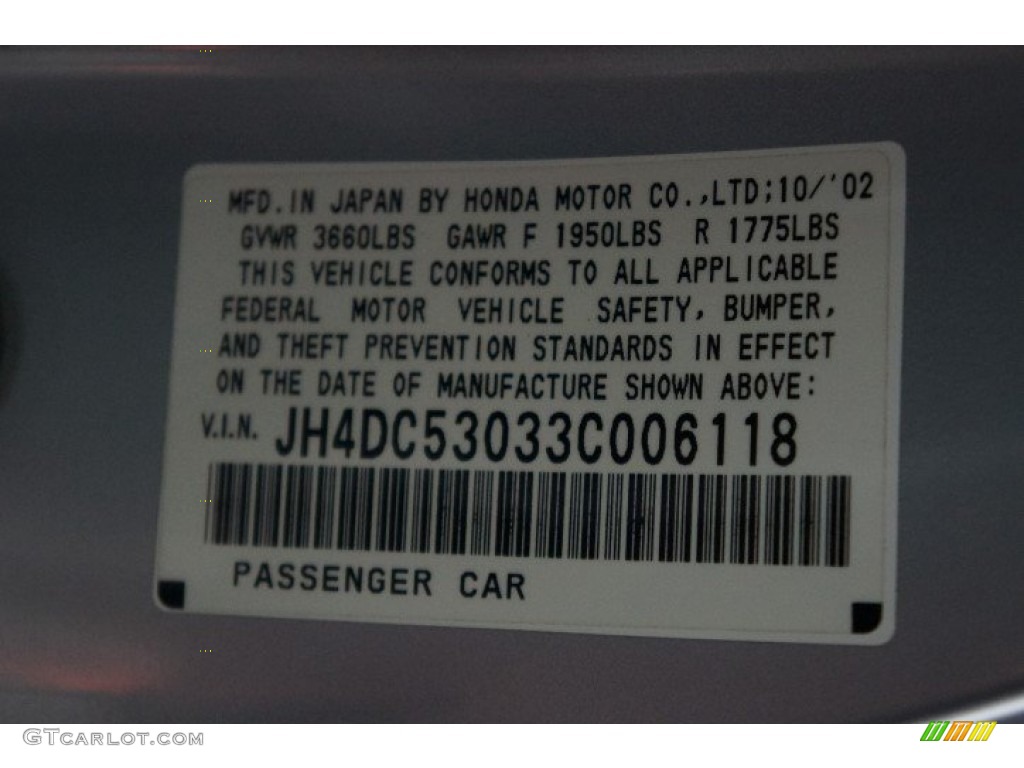 MFD.IN JAPAN BY HONDA MOTOR CO.,LTD;10/'02
GVWR 3660LBS GAWR F 1950LBS R 1775LBS
THIS VEHICLE CONFORMS TO ALL APPLICABLE
FEDERAL MOTOR VEHICLE SAFETY, BUMPER,
AND THEFT PREVENTION STANDARDS IN EFFECT
ON THE DATE OF MANUFACTURE SHOWN ABOVE:
V.I.N. JH4DC53033C006118
PASSENGER CAR
GTCARLOT.COM